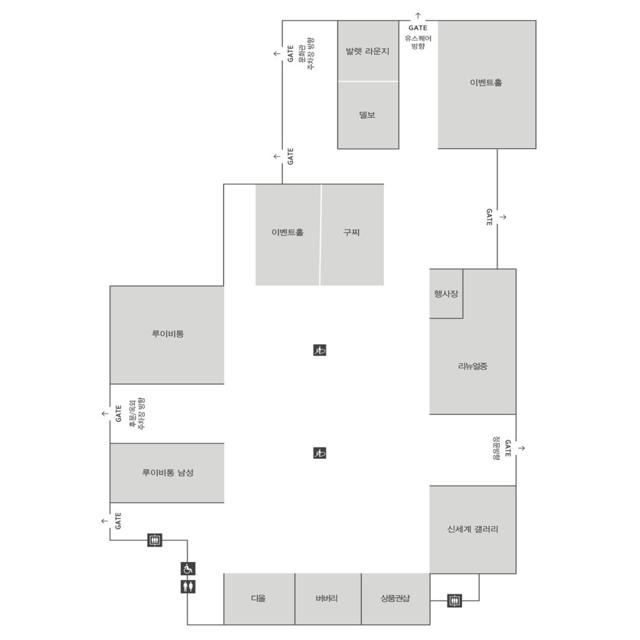 GATE
문화관
주차장 방향
발렛 라운지
GATE
유스퀘어
방향
이벤트홀
델보
GATE
GATE
이벤트홀
구찌
행사장
루이비통
리뉴얼중
GATE
후문/옥외
주차장 방향
정문방향
GATE
루이비통 남성
GATE
신세계 갤러리
디올
버버리
상품권샵